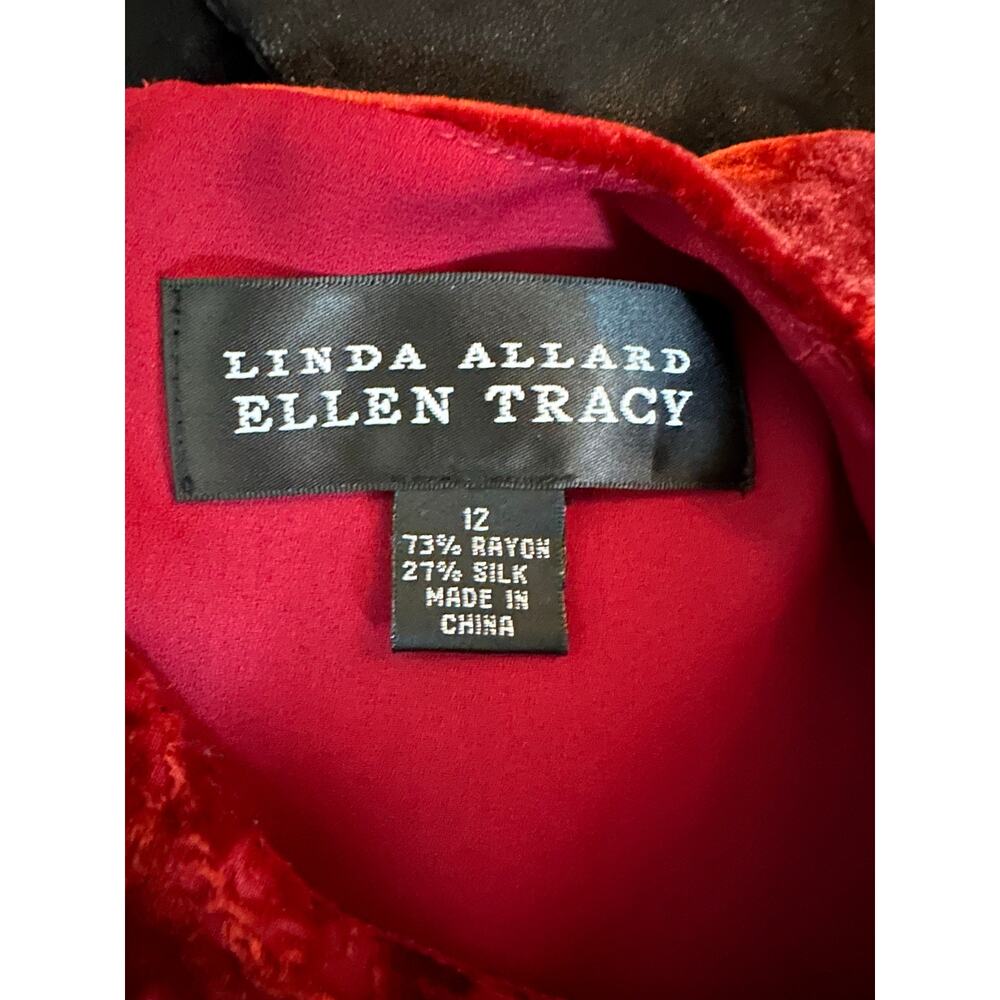 LINDA ALLARD
ELLEN TRACY
12
73% RAYON
27% SILK
MADE IN
CHINA